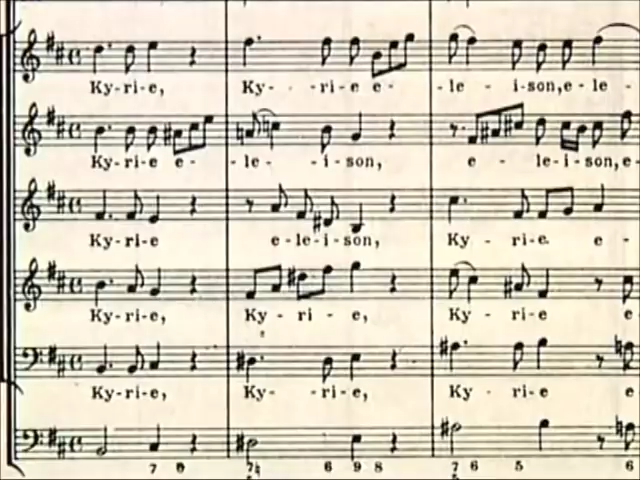 Ky-ri-e, Ky- -ri-e e- -le - i-son,e-le -
Ky-ri-e e- -le- -i-son, e - le-i-son,e-
Ky-ri-e e-le-i-son, Ky - ri-e e -
Ky-ri-e, Ky - ri - e, Ky - ri-e e
Ky-ri-e, Ky- -ri-e, Ky - ri-e e
7 8 7 6 9 8 7 6 5 6